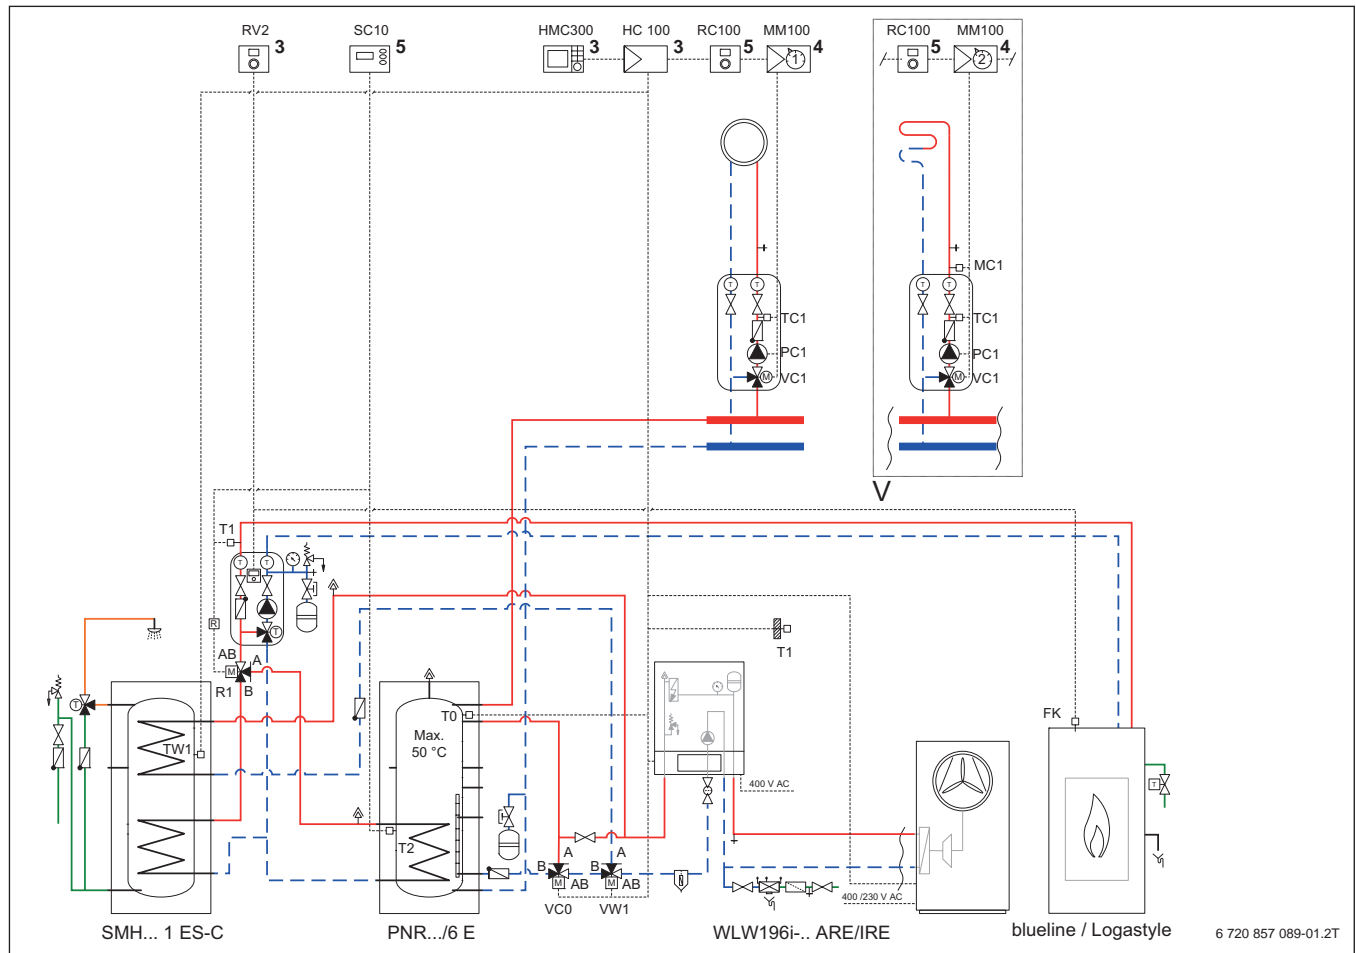 RV2
3
SC10
5
HMC300
3
HC 100
3
RC100
5
MM100
4
1
RC100
5
MM100
4
2
T
T
TC1
PC1
M
VC1
MC1
T
T
TC1
PC1
M
VC1
V
T1
T
T
T
R
AB
A
M
R1
B
T
TW1
T0
Max.
50 °C
T2
T1
FK
400 V AC
A
B
M
AB
VC0
A
B
M
AB
VW1
400 /230 V AC
T
SMH... 1 ES-C
PNR.../6 E
WLW196i-.. ARE/IRE
blueline / Logastyle
6 720 857 089-01.2T